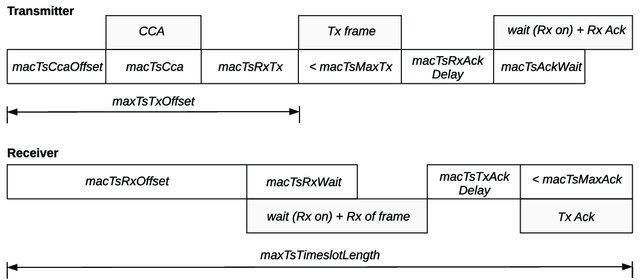 Transmitter
CCA
Tx frame
wait (Rx on) + Rx Ack
macTsCcaOffset
macTsCca
macTsRxTx
< macTsMaxTx
macTsRxAck
Delay
macTsAckWait
maxTsTxOffset
Receiver
macTsRxOffset
macTsRxWait
macTsTxAck
Delay
< macTsMaxAck
wait (Rx on) + Rx of frame
Tx Ack
maxTsTimeslotLength